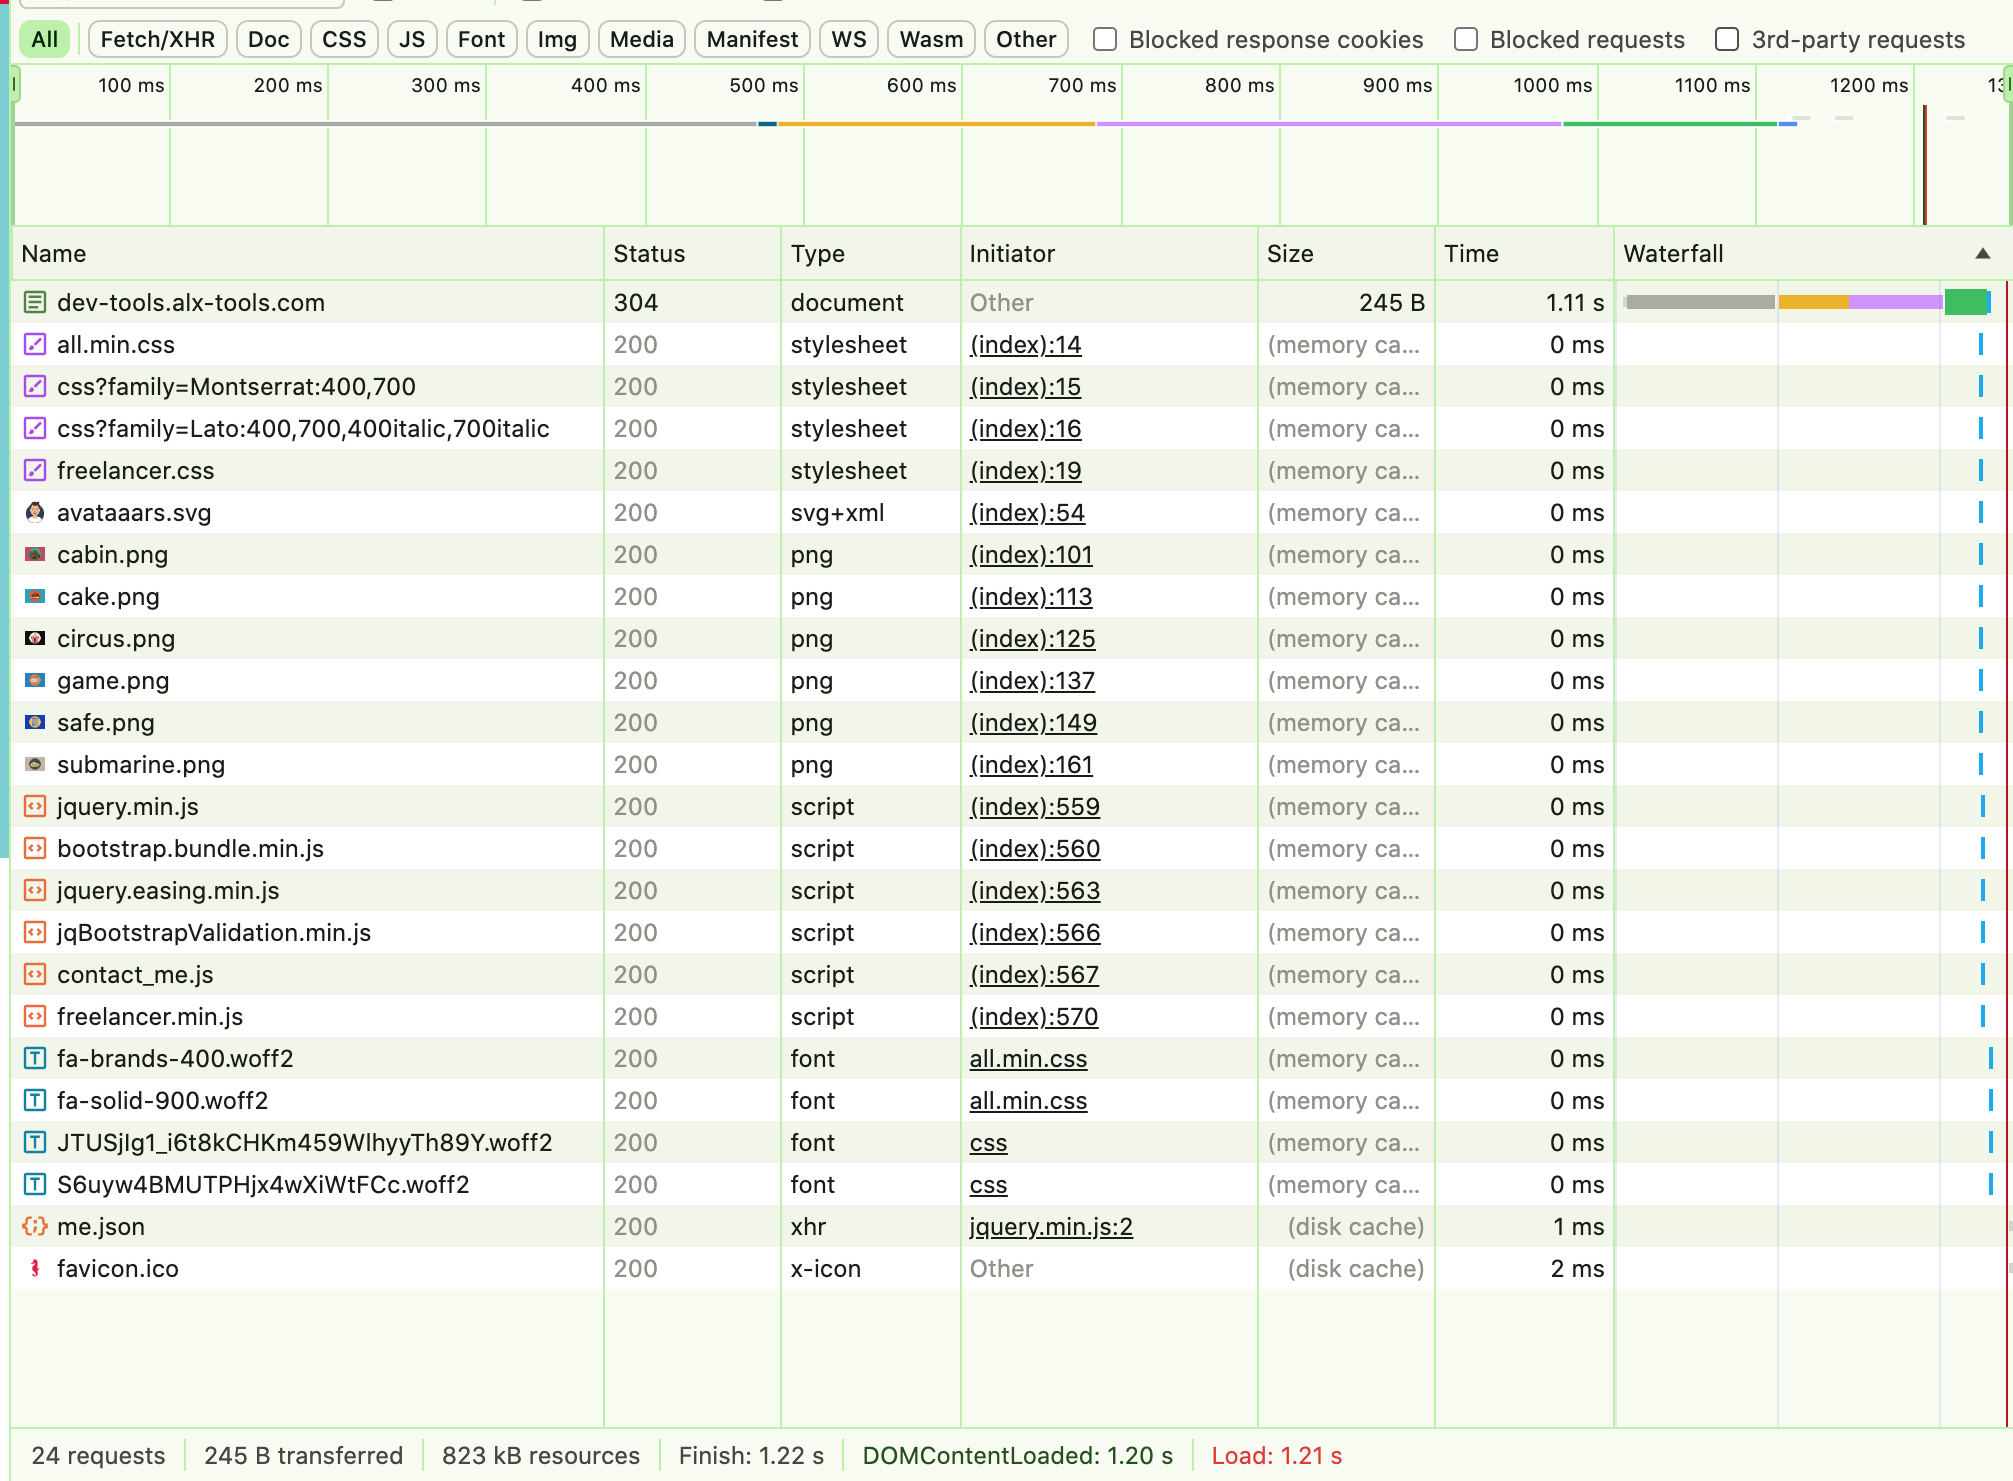 All Fetch/XHR Doc CSS JS Font Img Media Manifest WS Wasm Other Blocked response cookies Blocked requests 3rd-party requests
100 ms 200 ms 300 ms 400 ms 500 ms 600 ms 700 ms 800 ms 900 ms 1000 ms 1100 ms 1200 ms
Name Status Type Initiator Size Time Waterfall
dev-tools.alx-tools.com 304 document Other 245 B 1.11 s
all.min.css 200 stylesheet (index):14 (memory ca... 0 ms
css?family=Montserrat:400,700 200 stylesheet (index):15 (memory ca... 0 ms
css?family=Lato:400,700,400italic,700italic 200 stylesheet (index):16 (memory ca... 0 ms
freelancer.css 200 stylesheet (index):19 (memory ca... 0 ms
avataaars.svg 200 svg+xml (index):54 (memory ca... 0 ms
cabin.png 200 png (index):101 (memory ca... 0 ms
cake.png 200 png (index):113 (memory ca... 0 ms
circus.png 200 png (index):125 (memory ca... 0 ms
game.png 200 png (index):137 (memory ca... 0 ms
safe.png 200 png (index):149 (memory ca... 0 ms
submarine.png 200 png (index):161 (memory ca... 0 ms
jquery.min.js 200 script (index):559 (memory ca... 0 ms
bootstrap.bundle.min.js 200 script (index):560 (memory ca... 0 ms
jquery.easing.min.js 200 script (index):563 (memory ca... 0 ms
jqBootstrapValidation.min.js 200 script (index):566 (memory ca... 0 ms
contact_me.js 200 script (index):567 (memory ca... 0 ms
freelancer.min.js 200 script (index):570 (memory ca... 0 ms
fa-brands-400.woff2 200 font all.min.css (memory ca... 0 ms
fa-solid-900.woff2 200 font all.min.css (memory ca... 0 ms
JTUSjIg1_i6t8kCHKm459WlhyyTh89Y.woff2 200 font css (memory ca... 0 ms
S6uyw4BMUTPHjx4wXiWtFCc.woff2 200 font css (memory ca... 0 ms
me.json 200 xhr jquery.min.js:2 (disk cache) 1 ms
favicon.ico 200 x-icon Other (disk cache) 2 ms
24 requests 245 B transferred 823 kB resources Finish: 1.22 s DOMContentLoaded: 1.20 s Load: 1.21 s